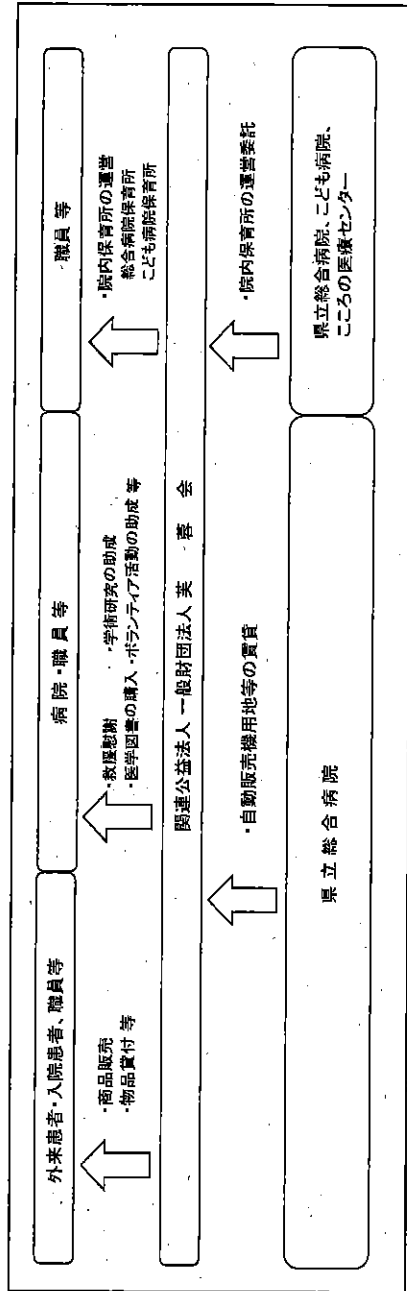 外来患者・入院患者、職員等
病院・職員等
職員等
・商品販売
・物品貸付 等
・救援慰謝 ・学術研究の助成
・医学図書の購入 ・ボランティア活動の助成 等
・院内保育所の運営
総合病院保育所
こども病院保育所
関連公益法人 一般財団法人 芙蓉会
・自動販売機用地等の賃貸
・院内保育所の運営委託
県立総合病院
県立総合病院、こども病院、
こころの医療センター